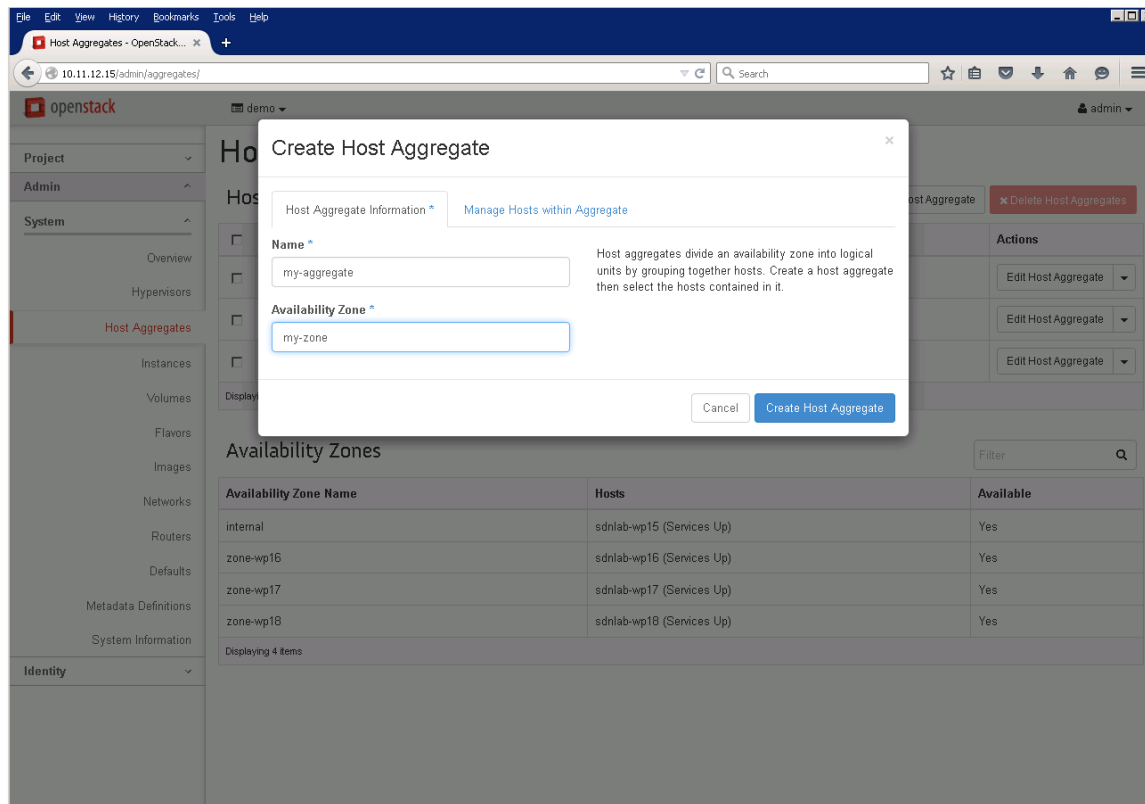 File Edit View History Bookmarks Tools Help
Host Aggregates - OpenStack... × +
10.11.12.15/admin/aggregates/ Search
openstack demo admin
Project
Admin
System
Overview
Hypervisors
Host Aggregates
Instances
Volumes
Flavors
Images
Networks
Routers
Defaults
Metadata Definitions
System Information
Identity
Create Host Aggregate ×
Host Aggregate Information * Manage Hosts within Aggregate
Name *
my-aggregate
Availability Zone *
my-zone
Host aggregates divide an availability zone into logical
units by grouping together hosts. Create a host aggregate
then select the hosts contained in it.
Cancel Create Host Aggregate
Aggregate × Delete Host Aggregates
Actions
Edit Host Aggregate
Edit Host Aggregate
Edit Host Aggregate
Availability Zones Filter
Availability Zone Name Hosts Available
internal sdnlab-wp15 (Services Up) Yes
zone-wp16 sdnlab-wp16 (Services Up) Yes
zone-wp17 sdnlab-wp17 (Services Up) Yes
zone-wp18 sdnlab-wp18 (Services Up) Yes
Displaying 4 items